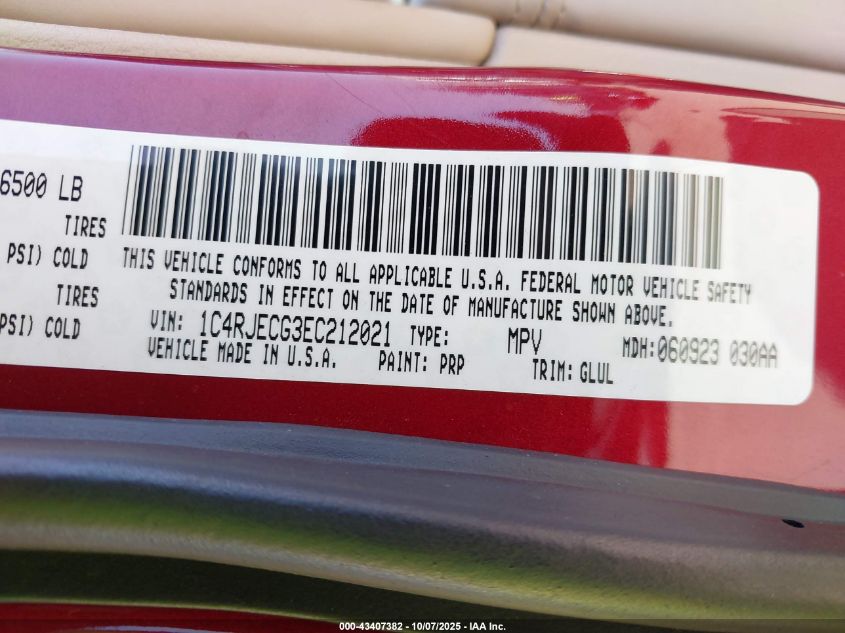 6500 LB
TIRES
PSI) COLD
TIRES
PSI) COLD
THIS VEHICLE CONFORMS TO ALL APPLICABLE U.S.A. FEDERAL MOTOR VEHICLE SAFETY
STANDARDS IN EFFECT ON THE DATE OF MANUFACTURE SHOWN ABOVE.
VIN: 1C4RJECG3EC212021 TYPE: MPV MDH:060923 030AA
VEHICLE MADE IN U.S.A. PAINT: PRP TRIM: GLUL
000-43407382 - 10/07/2025 - IAA Inc.